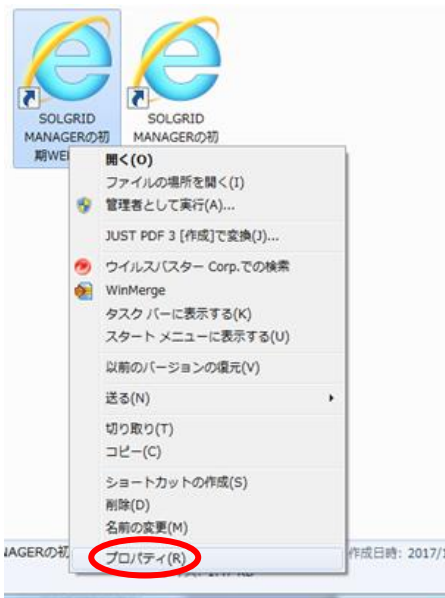 SOLGRID
MANAGERの初
期WE
SOLGRID
MANAGERの初
開く(O)
ファイルの場所を開く(I)
管理者として実行(A)...
JUST PDF 3 [作成]で変換(J)...
ウイルスバスター Corp.での検索
WinMerge
タスク バーに表示する(K)
スタート メニューに表示する(U)
以前のバージョンの復元(V)
送る(N)
切り取り(T)
コピー(C)
ショートカットの作成(S)
削除(D)
名前の変更(M)
プロパティ(R)
NAGERの初
作成日時: 2017/1